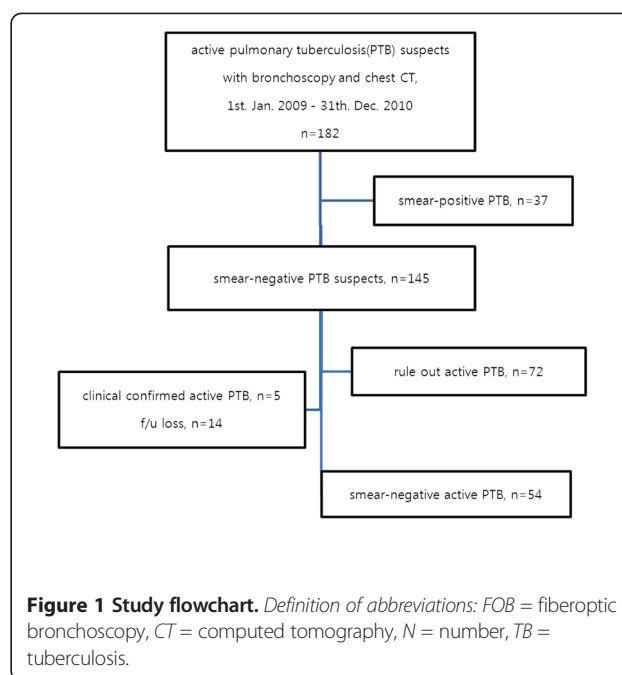 active pulmonary tuberculosis(PTB) suspects
with bronchoscopy and chest CT,
1st. Jan. 2009 - 31th. Dec. 2010
n=182
smear-positive PTB, n=37
smear-negative PTB suspects, n=145
rule out active PTB, n=72
clinical confirmed active PTB, n=5
f/u loss, n=14
smear-negative active PTB, n=54
Figure 1 Study flowchart. Definition of abbreviations: FOB = fiberoptic
bronchoscopy, CT = computed tomography, N = number, TB =
tuberculosis.